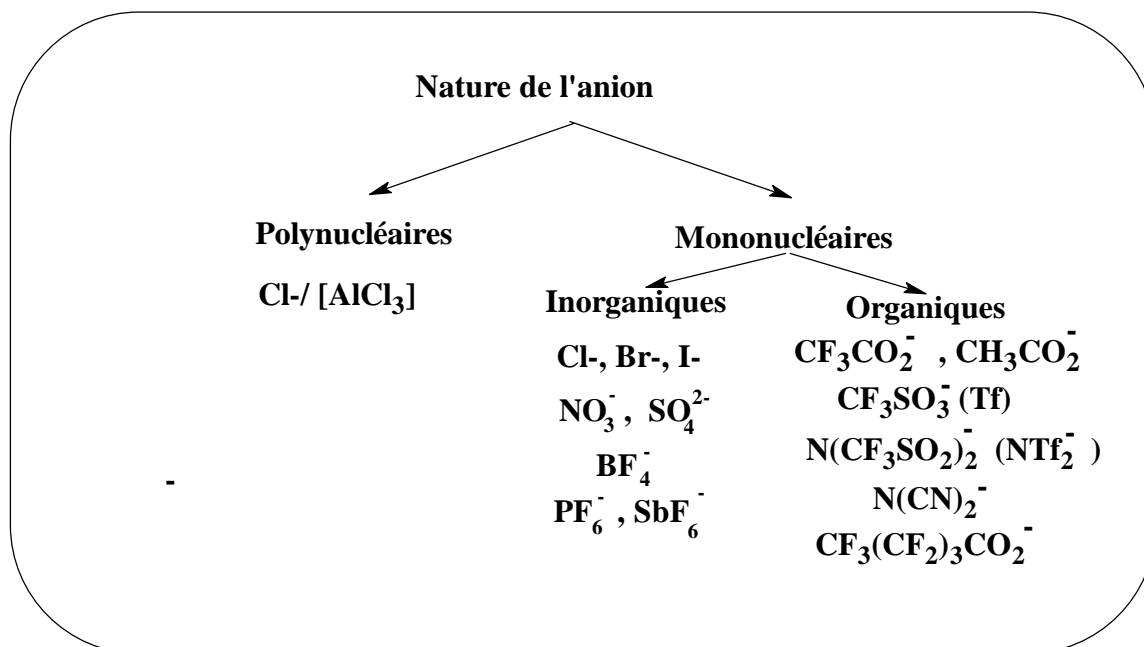 Nature de l'anion
Polynucléaires
Mononucléaires
Cl-/ [AlCl₃]
Inorganiques
Organiques
Cl-, Br-, I-
CF₃CO₂⁻ , CH₃CO₂⁻
NO₃⁻ , SO₄²⁻
CF₃SO₃⁻ (Tf)
BF₄⁻
N(CF₃SO₂)₂⁻ (NTf₂⁻ )
-
PF₆⁻ , SbF₆⁻
N(CN)₂⁻
CF₃(CF₂)₃CO₂⁻